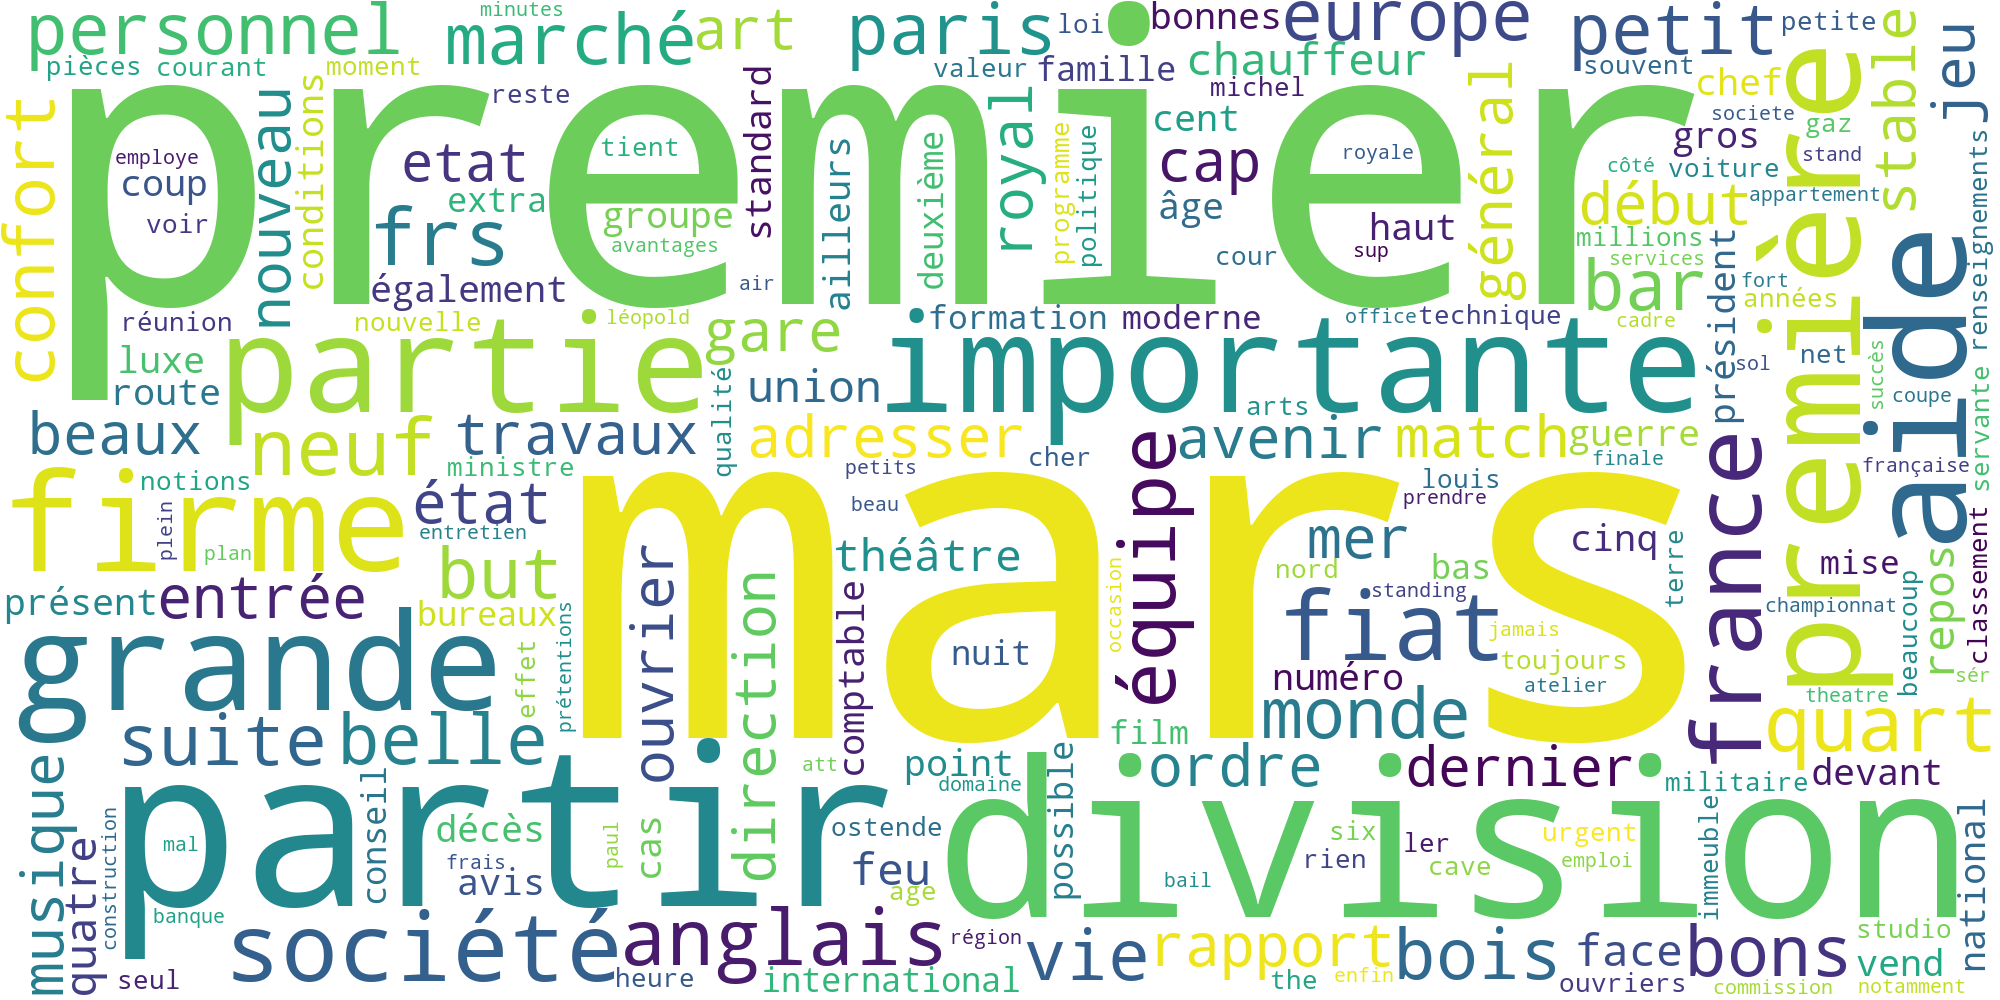 premier
mars
partir
division
importante
partie
première
grande
firme
aide
france
fiat
société
anglais
monde
équipe
belle
suite
personnel
marché
art
paris
loi
bonnes
europe
petit
petite
minutes
pièces
courant
moment
reste
valeur
famille
chauffeur
michel
souvent
chef
societe
gros
gaz
stand
voiture
appartement
côté
stable
jeu
renseignements
confort
nouveau
conditions
employe
coup
voir
etat
extra
frs
également
tient
groupe
avantages
air
standard
ailleurs
deuxième
royal
programme
politique
cent
cap
âge
cour
royale
haut
sup
général
début
millions
services
bar
président
fort
années
cadre
sol
net
succès
coupe
servante
française
réunion
nouvelle
léopold
gare
formation
moderne
office
technique
luxe
route
union
arts
qualité
beaux
neuf
travaux
adresser
avenir
match
guerre
finale
notions
ministre
petits
cher
louis
beau
prendre
plein
plan
état
entretien
but
bureaux
théâtre
mer
cinq
nord
bas
standing
terre
mise
championnat
beaucoup
repos
classement
présent
entrée
ouvrier
direction
comptable
nuit
occasion
numéro
jamais
toujours
atelier
theatre
sér
effet
prétentions
film
quart
musique
quatre
construction
conseil
mal
banque
seul
décès
frais
avis
paul
cas
att
point
domaine
ostende
feu
age
possible
ordre
dernier
militaire
devant
six
rien
ler
cave
urgent
emploi
immeuble
bail
national
heure
international
région
vie
rapport
the
enfin
bois
face
ouvriers
bons
commission
studio
vend
notamment